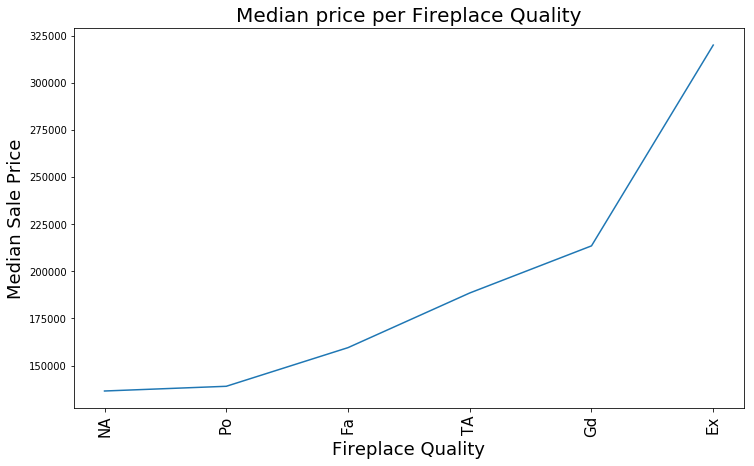 Median price per Fireplace Quality
Median Sale Price
325000
300000
275000
250000
225000
200000
175000
150000
NA
Po
Fa
TA
Gd
Ex
Fireplace Quality